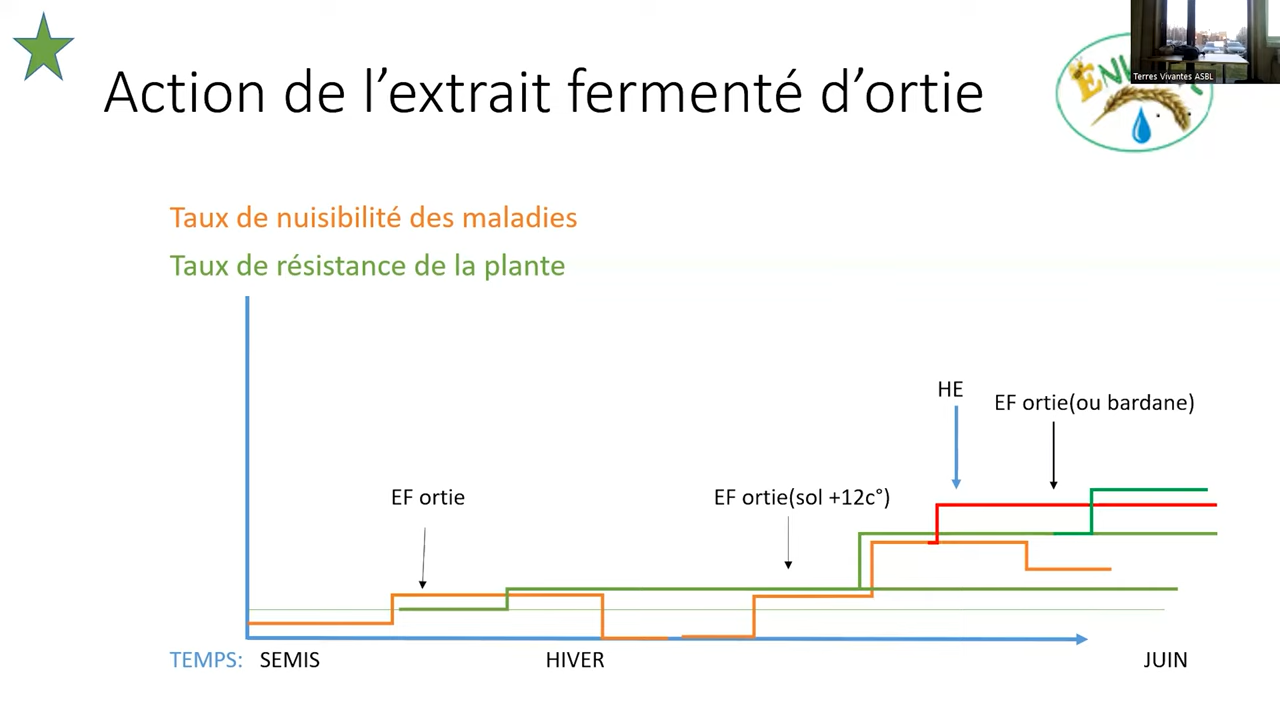 Action de l’extrait fermenté d’ortie
Terres Vivantes ASBL
Taux de nuisibilité des maladies
Taux de résistance de la plante
HE
EF ortie(ou bardane)
EF ortie
EF ortie(sol +12c°)
TEMPS: SEMIS HIVER JUIN